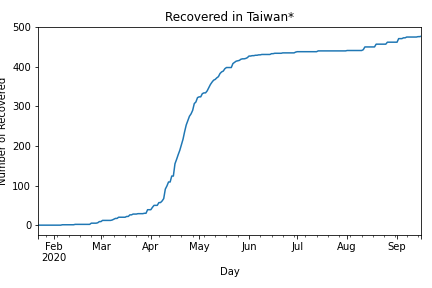 Recovered in Taiwan*
Number of Recovered
500
400
300
200
100
0
Feb Mar Apr May Jun Jul Aug Sep
2020
Day